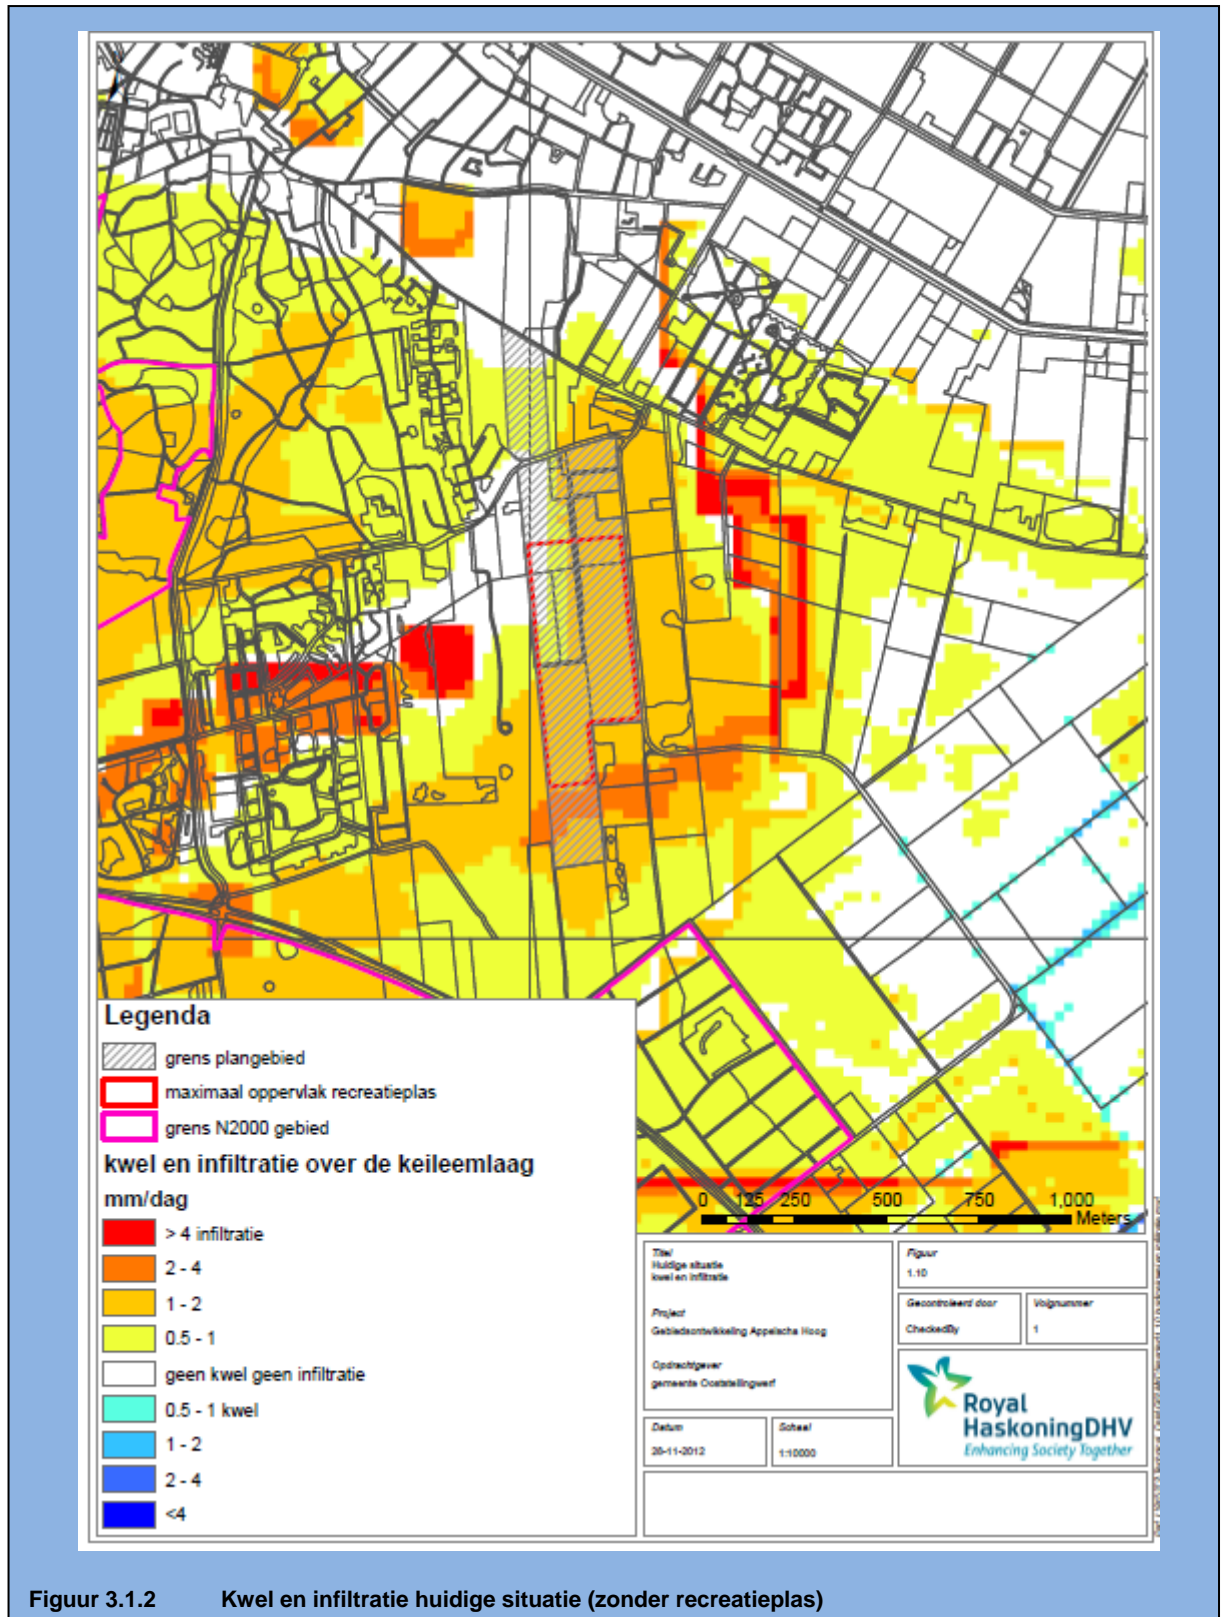 Legenda
grens plangebied
maximaal oppervlak recreatieplas
grens N2000 gebied
kwel en infiltratie over de keileemlaag
mm/dag
> 4 infiltratie
2 - 4
1 - 2
0.5 - 1
geen kwel geen infiltratie
0.5 - 1 kwel
1 - 2
2 - 4
<4
0 125 250 500 750 1,000
Meters
Titel
Huidige situatie
kwel en infiltratie
Project
Gebiedsontwikkeling Appelscha Hoog
Opdrachtgever
gemeente Ooststellingwerf
Datum
28-11-2012
Schaal
1:10000
Figuur
1.10
Gecontroleerd door
CheckedBy
Volgnummer
1
Royal
HaskoningDHV
Enhancing Society Together
Figuur 3.1.2 Kwel en infiltratie huidige situatie (zonder recreatieplas)